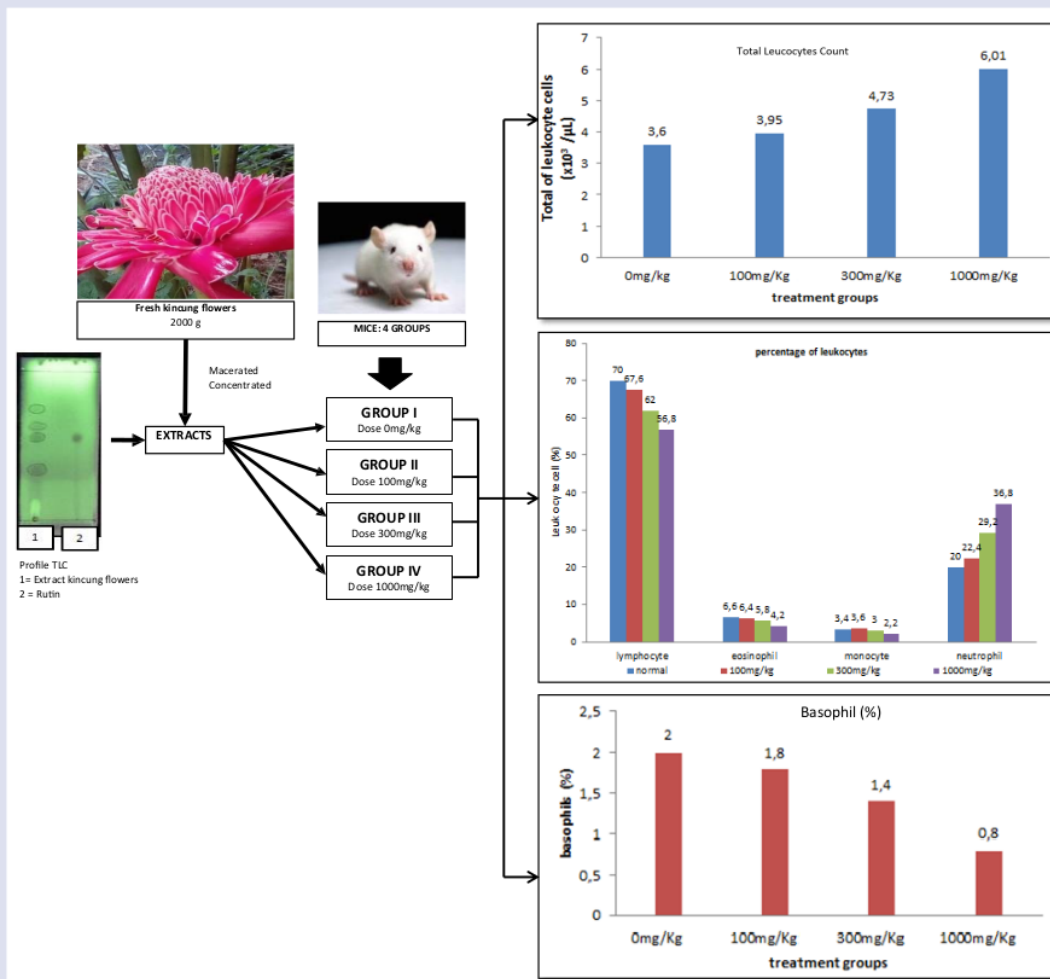 Fresh kincung flowers
2000 g
MICE: 4 GROUPS
Macerated
Concentrated
EXTRACTS
GROUP I
Dose 0mg/kg
GROUP II
Dose 100mg/kg
GROUP III
Dose 300mg/kg
GROUP IV
Dose 1000mg/kg
1
2
Profile TLC
1= Extract kincung flowers
2 = Rutin
Total Leucocytes Count
Total of leukocyte cells
(x10³ /µL)
7
6
5
4
3
2
1
0
3,6
3,95
4,73
6,01
0mg/kg
100mg/Kg
300mg/Kg
1000mg/Kg
treatment groups
percentage of leukocytes
Leukocyte cell (%)
80
70
60
50
40
30
20
10
0
70
67,6
62
56,8
6,6
6,4
5,8
4,2
3,4
3,6
3
2,2
20
22,4
29,2
36,8
lymphocyte
eosinophil
monocyte
neutrophil
normal
100mg/kg
300mg/kg
1000mg/kg
Basophil (%)
basophils (%)
2,5
2
1,5
1
0,5
0
2
1,8
1,4
0,8
0mg/Kg
100mg/Kg
300mg/Kg
1000mg/Kg
treatment groups